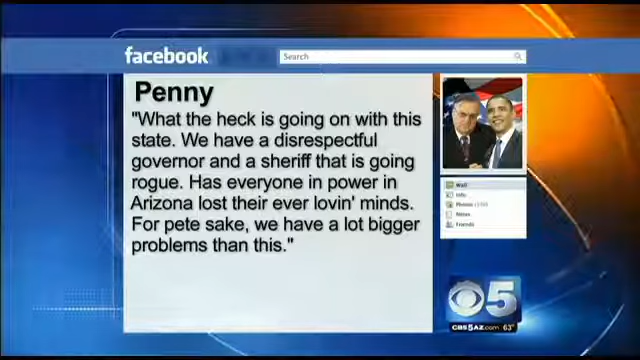 facebook
Search
Penny
"What the heck is going on with this
state. We have a disrespectful
governor and a sheriff that is going
rogue. Has everyone in power in
Arizona lost their ever lovin' minds.
For pete sake, we have a lot bigger
problems than this."
Wall
Info
Photos
News
Friends
5
CBS5AZ.com 63°